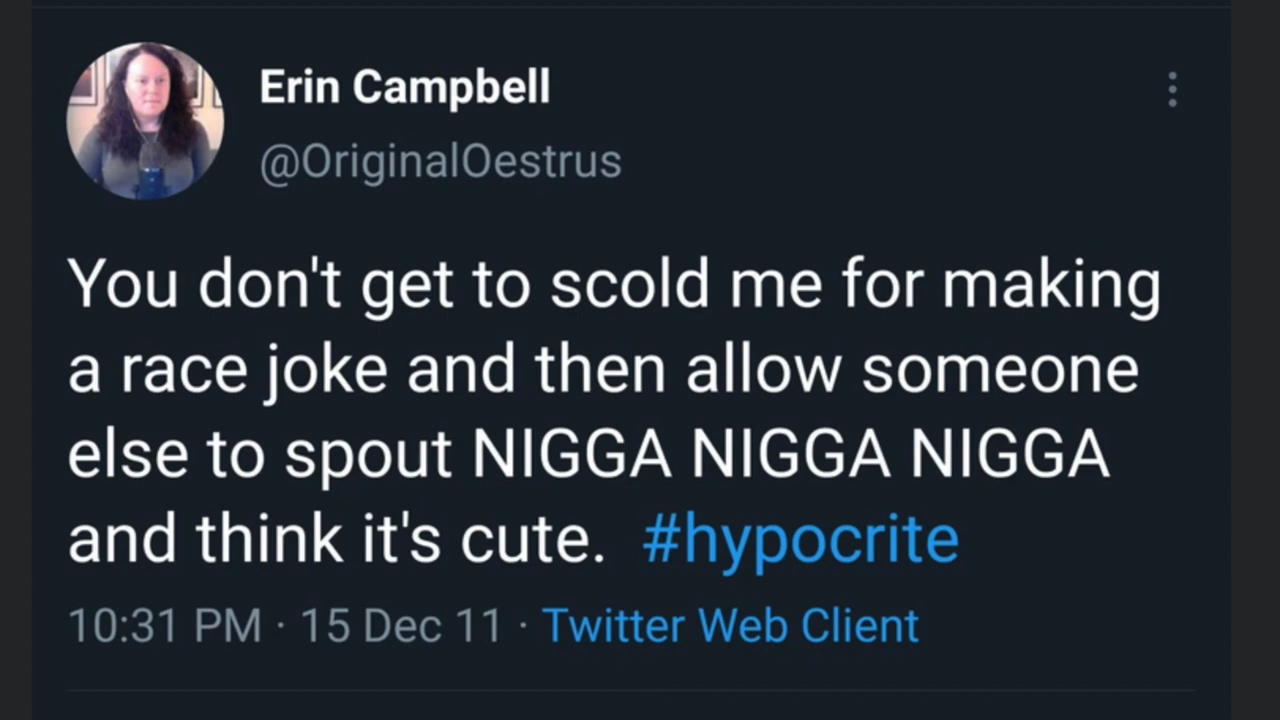 Erin Campbell
@OriginalOestrus
You don't get to scold me for making
a race joke and then allow someone
else to spout NIGGA NIGGA NIGGA
and think it's cute. #hypocrite
10:31 PM · 15 Dec 11 · Twitter Web Client